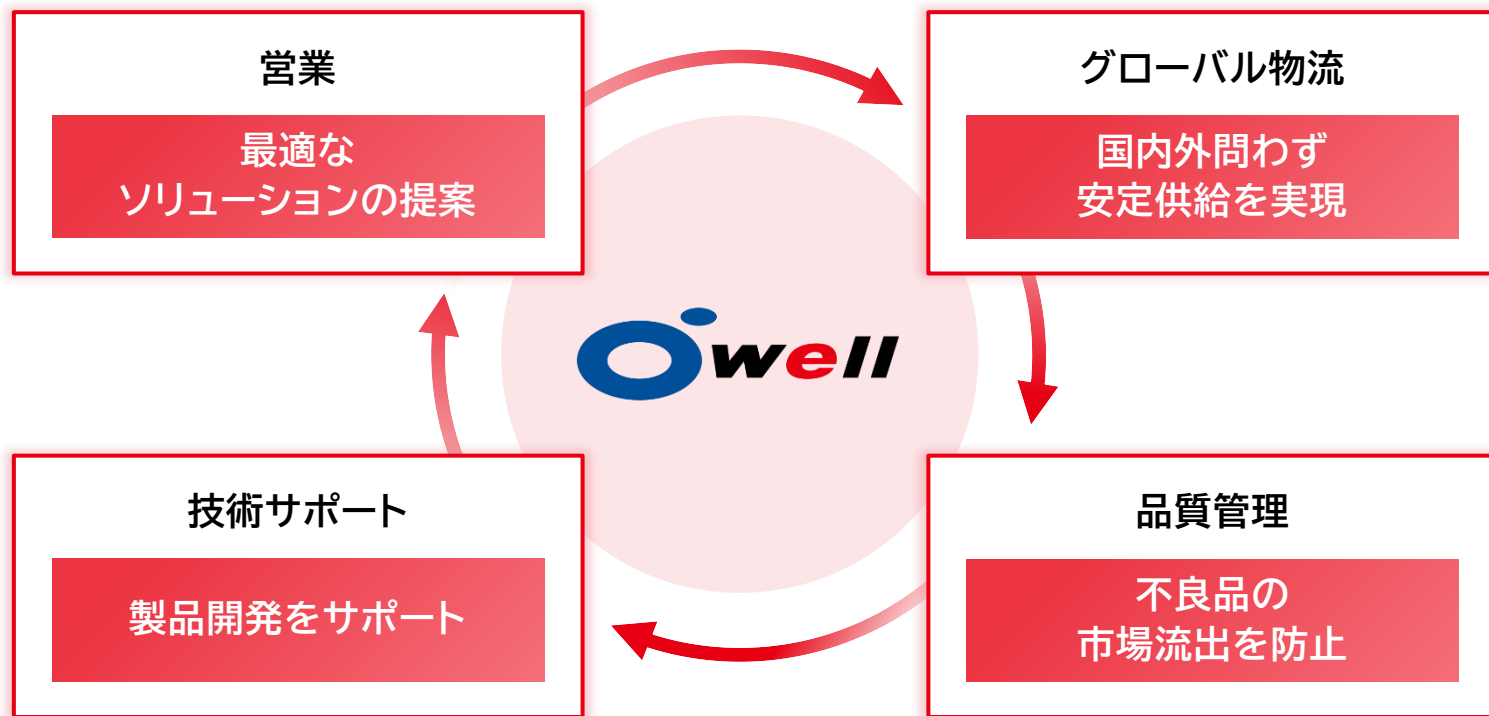 営業
最適な
ソリューションの提案
グローバル物流
国内外問わず
安定供給を実現
Owell
技術サポート
製品開発をサポート
品質管理
不良品の
市場流出を防止